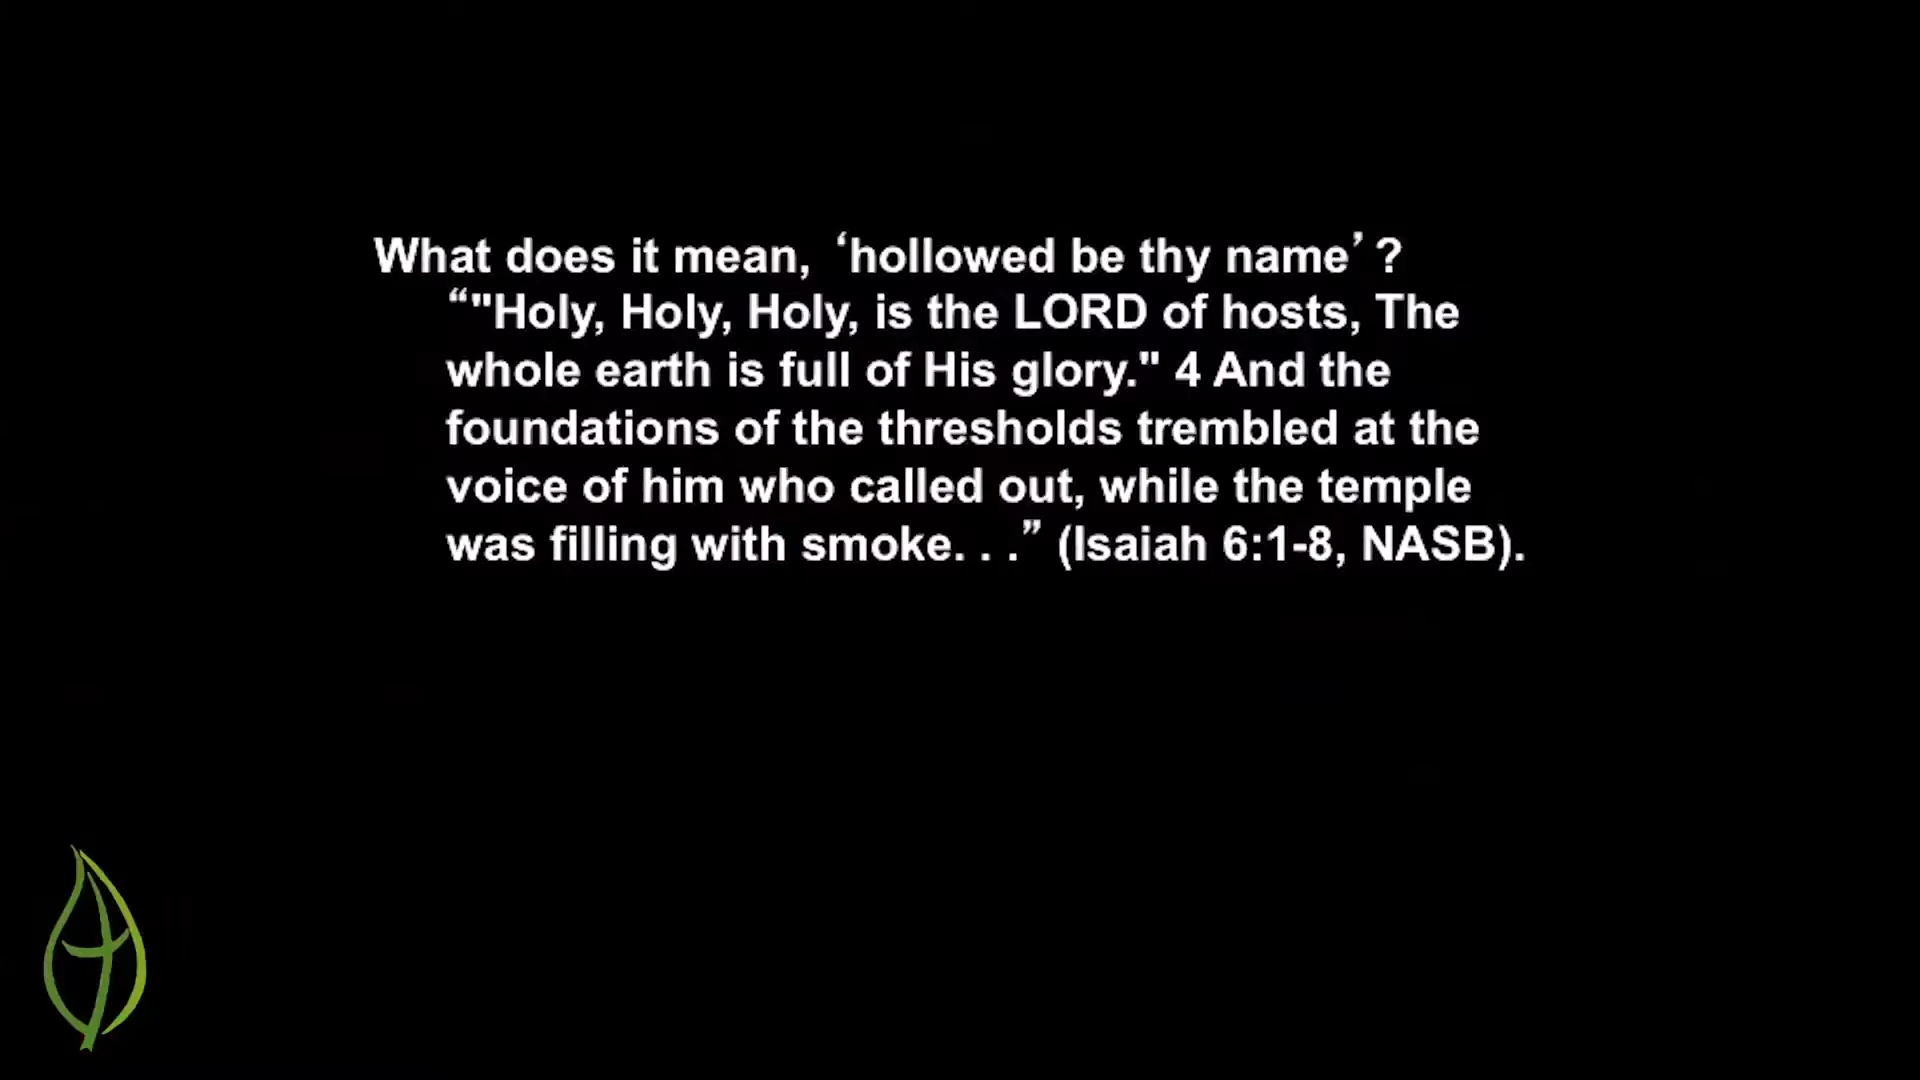 What does it mean, ‘hollowed be thy name’ ?
“"Holy, Holy, Holy, is the LORD of hosts, The
whole earth is full of His glory." 4 And the
foundations of the thresholds trembled at the
voice of him who called out, while the temple
was filling with smoke. . .” (Isaiah 6:1-8, NASB).